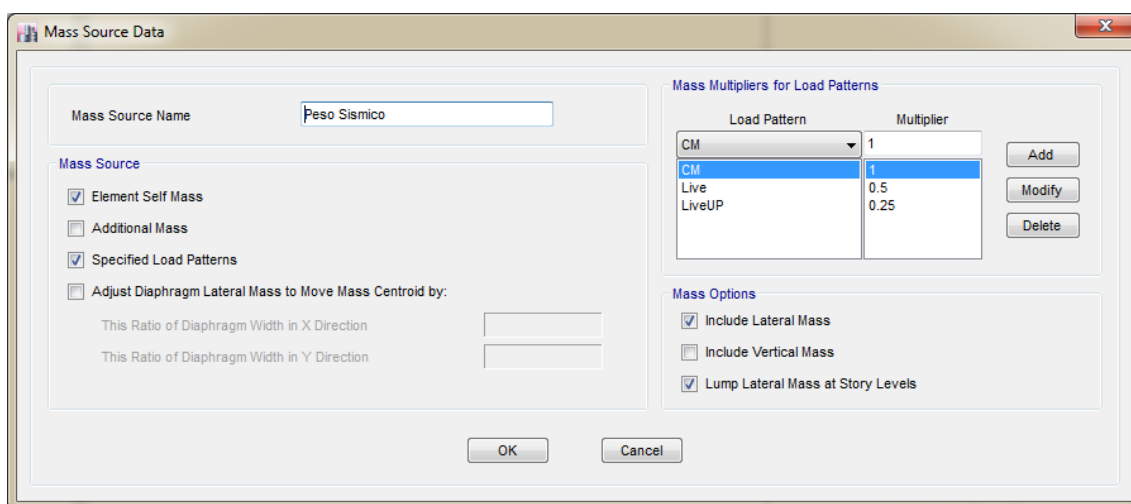 Mass Source Data
Mass Source Name
Peso Sismico
Mass Source
Element Self Mass
Additional Mass
Specified Load Patterns
Adjust Diaphragm Lateral Mass to Move Mass Centroid by:
This Ratio of Diaphragm Width in X Direction
This Ratio of Diaphragm Width in Y Direction
Mass Multipliers for Load Patterns
Load Pattern Multiplier
CM 1
CM 1
Live 0.5
LiveUP 0.25
Add
Modify
Delete
Mass Options
Include Lateral Mass
Include Vertical Mass
Lump Lateral Mass at Story Levels
OK Cancel